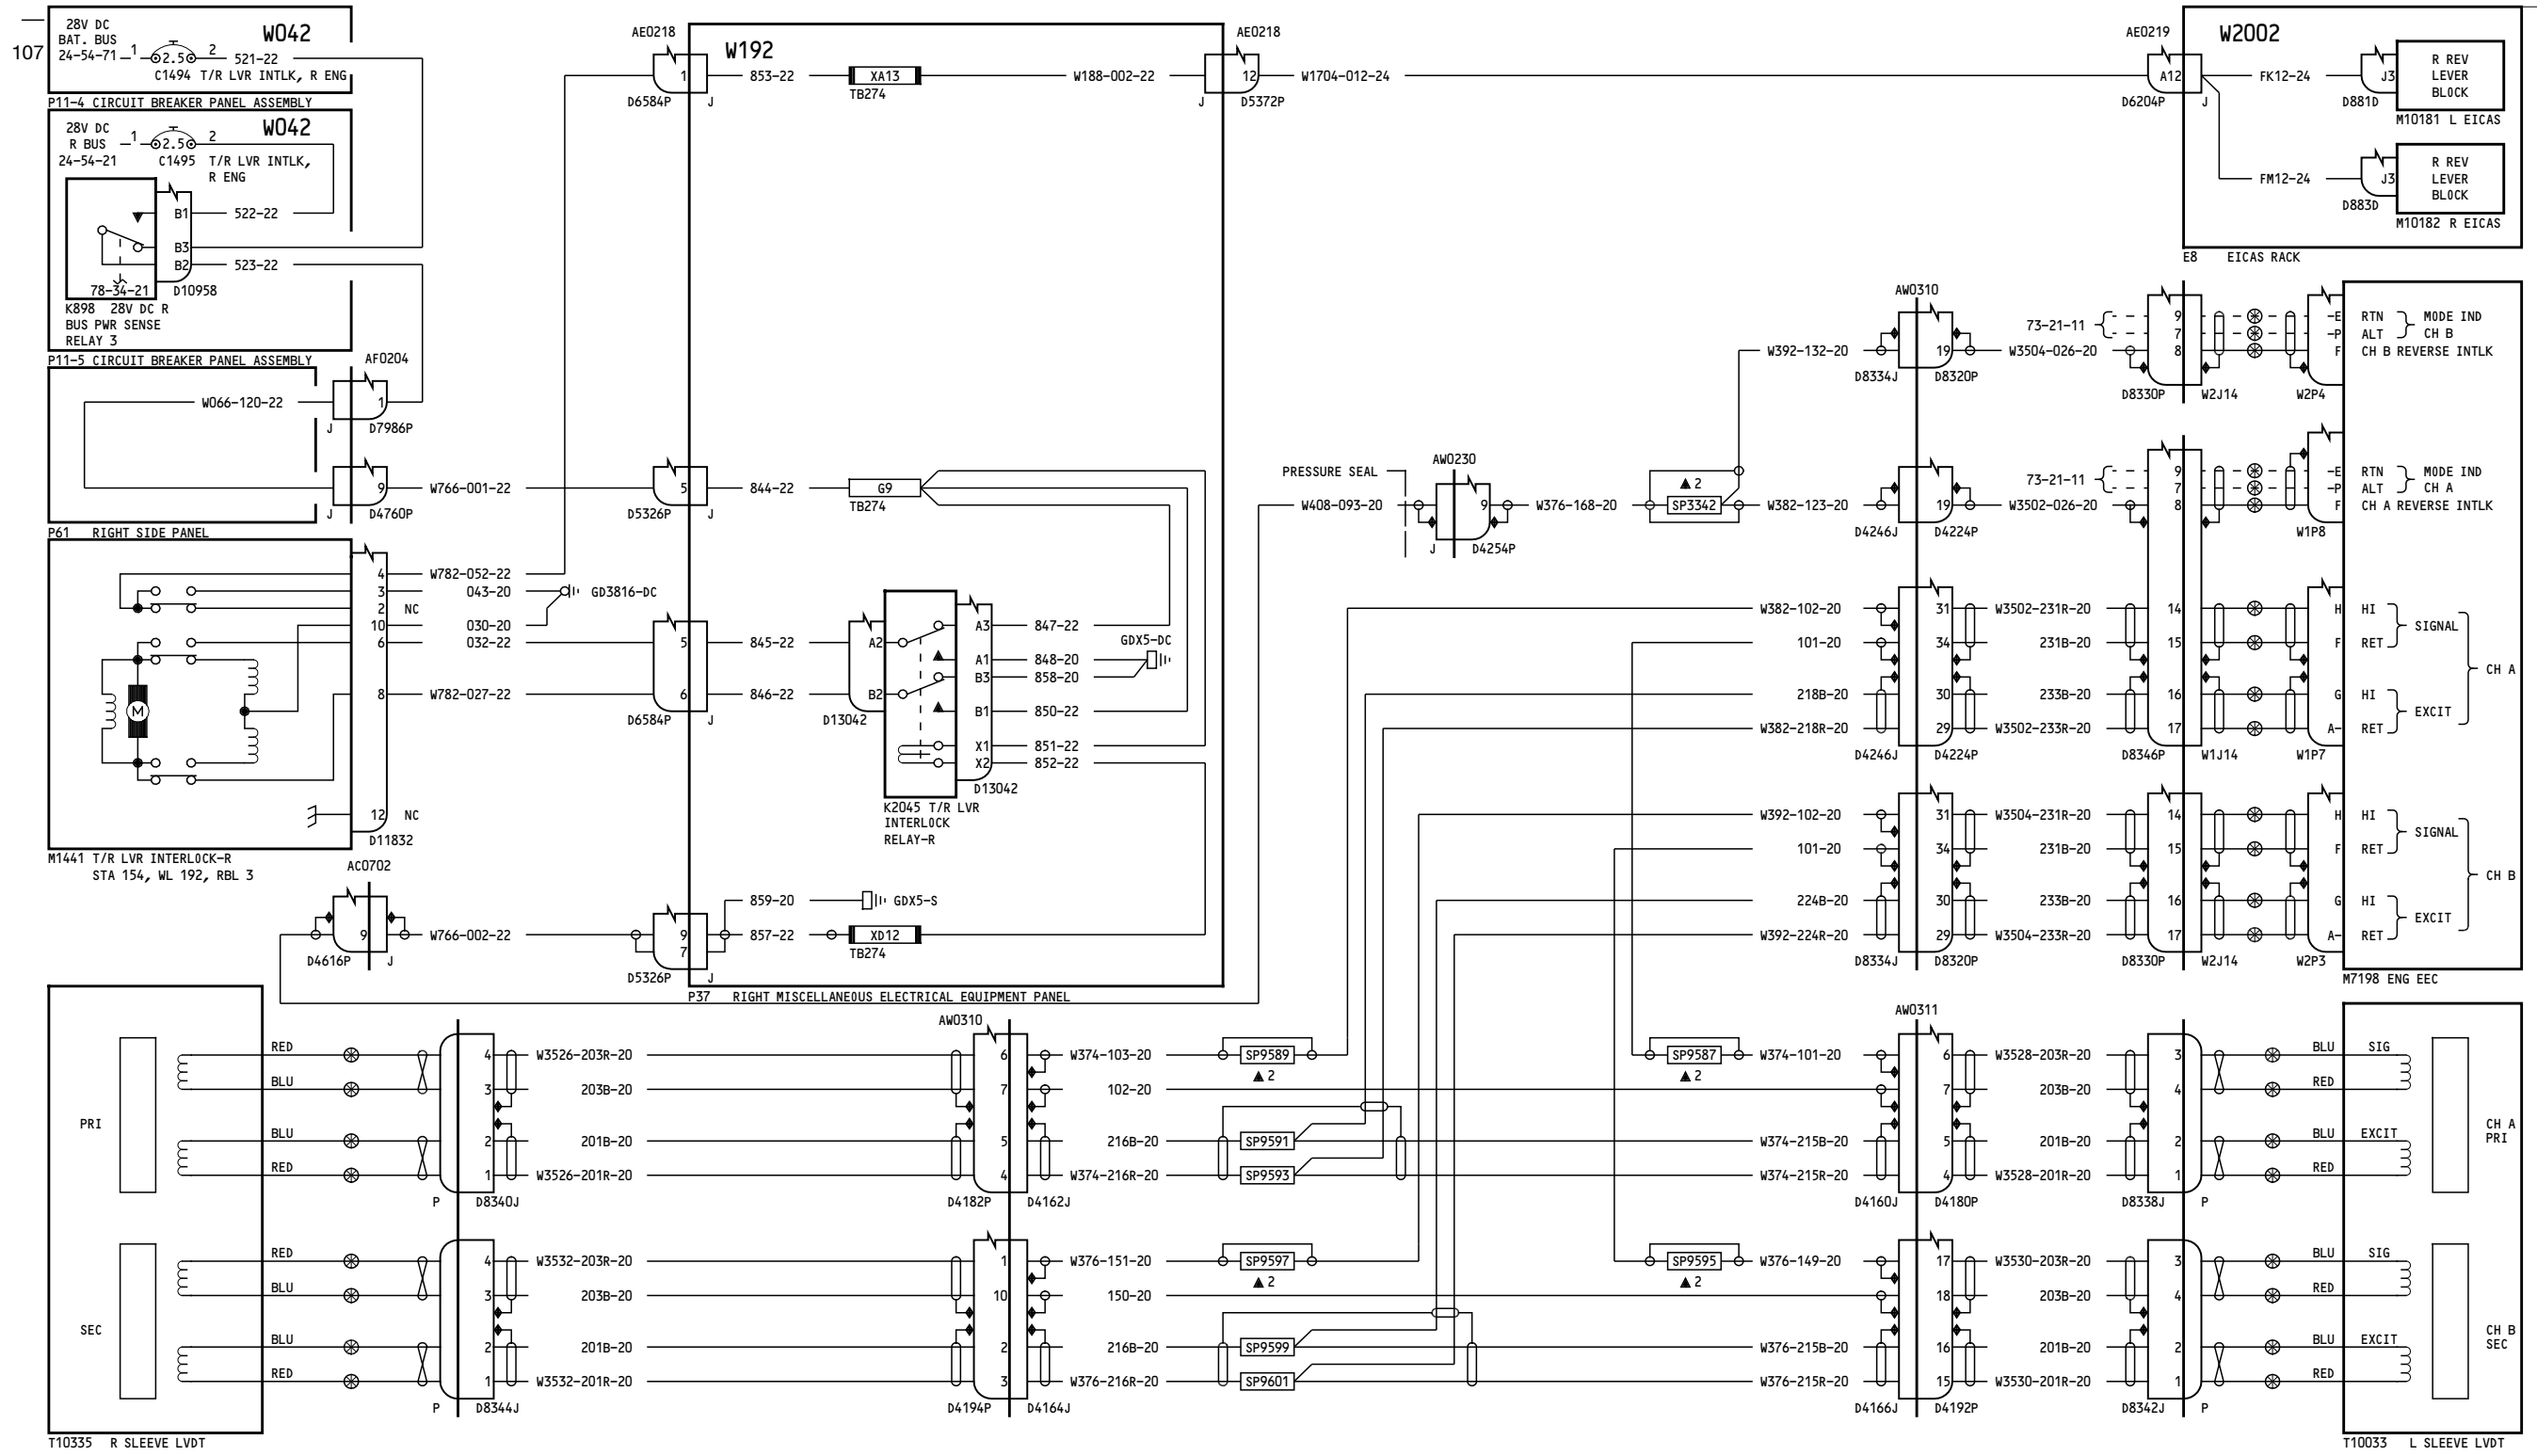 107
28V DC
BAT. BUS
24-54-71
1
2.5
2
W042
521-22
C1494 T/R LVR INTLK, R ENG
P11-4 CIRCUIT BREAKER PANEL ASSEMBLY
28V DC
R BUS
24-54-21
1
2.5
2
W042
C1495 T/R LVR INTLK,
R ENG
B1
522-22
B3
B2
523-22
78-34-21
D10958
K898 28V DC R
BUS PWR SENSE
RELAY 3
P11-5 CIRCUIT BREAKER PANEL ASSEMBLY
AF0204
W066-120-22
1
J
D7986P
9
W766-001-22
J
D4760P
P61 RIGHT SIDE PANEL
4
W782-052-22
3
043-20
GD3816-DC
2
NC
10
030-20
6
032-22
M
8
W782-027-22
12
NC
D11832
M1441 T/R LVR INTERLOCK-R
STA 154, WL 192, RBL 3
AC0702
9
W766-002-22
D4616P
J
AE0218
W192
AE0218
1
853-22
XA13
W188-002-22
12
W1704-012-24
D6584P
J
TB274
J
D5372P
5
844-22
G9
D5326P
J
TB274
5
845-22
A2
A3
847-22
GDX5-DC
A1
848-20
B3
858-20
6
846-22
B2
B1
850-22
D6584P
J
D13042
X1
851-22
X2
852-22
D13042
K2045 T/R LVR
INTERLOCK
RELAY-R
859-20
GDX5-S
9
857-22
XD12
7
TB274
D5326P
J
P37 RIGHT MISCELLANEOUS ELECTRICAL EQUIPMENT PANEL
AE0219
W2002
A12
FK12-24
J3
R REV
LEVER
BLOCK
D6204P
J
D881D
M10181 L EICAS
FM12-24
J3
R REV
LEVER
BLOCK
D883D
M10182 R EICAS
E8 EICAS RACK
AW0310
73-21-11
9
-E
RTN
MODE IND
7
-P
ALT
CH B
W392-132-20
19
W3504-026-20
8
F
CH B REVERSE INTLK
D8334J
D8320P
D8330P
W2J14
W2P4
PRESSURE SEAL
AW0230
2
73-21-11
9
-E
RTN
MODE IND
7
-P
ALT
CH A
W408-093-20
9
W376-168-20
SP3342
W382-123-20
19
W3502-026-20
8
F
CH A REVERSE INTLK
J
D4254P
D4246J
D4224P
W1P8
W382-102-20
31
W3502-231R-20
14
H
HI
SIGNAL
101-20
34
231B-20
15
F
RET
CH A
218B-20
30
233B-20
16
G
HI
EXCIT
W382-218R-20
29
W3502-233R-20
17
A-
RET
D4246J
D4224P
D8346P
W1J14
W1P7
W392-102-20
31
W3504-231R-20
14
H
HI
SIGNAL
101-20
34
231B-20
15
F
RET
CH B
224B-20
30
233B-20
16
G
HI
EXCIT
W392-224R-20
29
W3504-233R-20
17
A-
RET
D8334J
D8320P
D8330P
W2J14
W2P3
M7198 ENG EEC
AW0310
AW0311
RED
4
W3526-203R-20
6
W374-103-20
SP9589
2
SP9587
2
W374-101-20
6
W3528-203R-20
3
BLU
SIG
BLU
3
203B-20
7
102-20
7
203B-20
4
RED
PRI
BLU
2
201B-20
5
216B-20
SP9591
W374-215B-20
5
201B-20
2
BLU
EXCIT
CH A
PRI
RED
1
W3526-201R-20
4
W374-216R-20
SP9593
W374-215R-20
4
W3528-201R-20
1
RED
P
D8340J
D4182P
D4162J
D4160J
D4180P
D8338J
P
RED
4
W3532-203R-20
1
W376-151-20
SP9597
2
SP9595
2
W376-149-20
17
W3530-203R-20
3
BLU
SIG
BLU
3
203B-20
10
150-20
18
203B-20
4
RED
SEC
BLU
2
201B-20
2
216B-20
SP9599
W376-215B-20
16
201B-20
2
BLU
EXCIT
CH B
SEC
RED
1
W3532-201R-20
3
W376-216R-20
SP9601
W376-215R-20
15
W3530-201R-20
1
RED
P
D8344J
D4194P
D4164J
D4166J
D4192P
D8342J
P
T10335 R SLEEVE LVDT
T10033 L SLEEVE LVDT